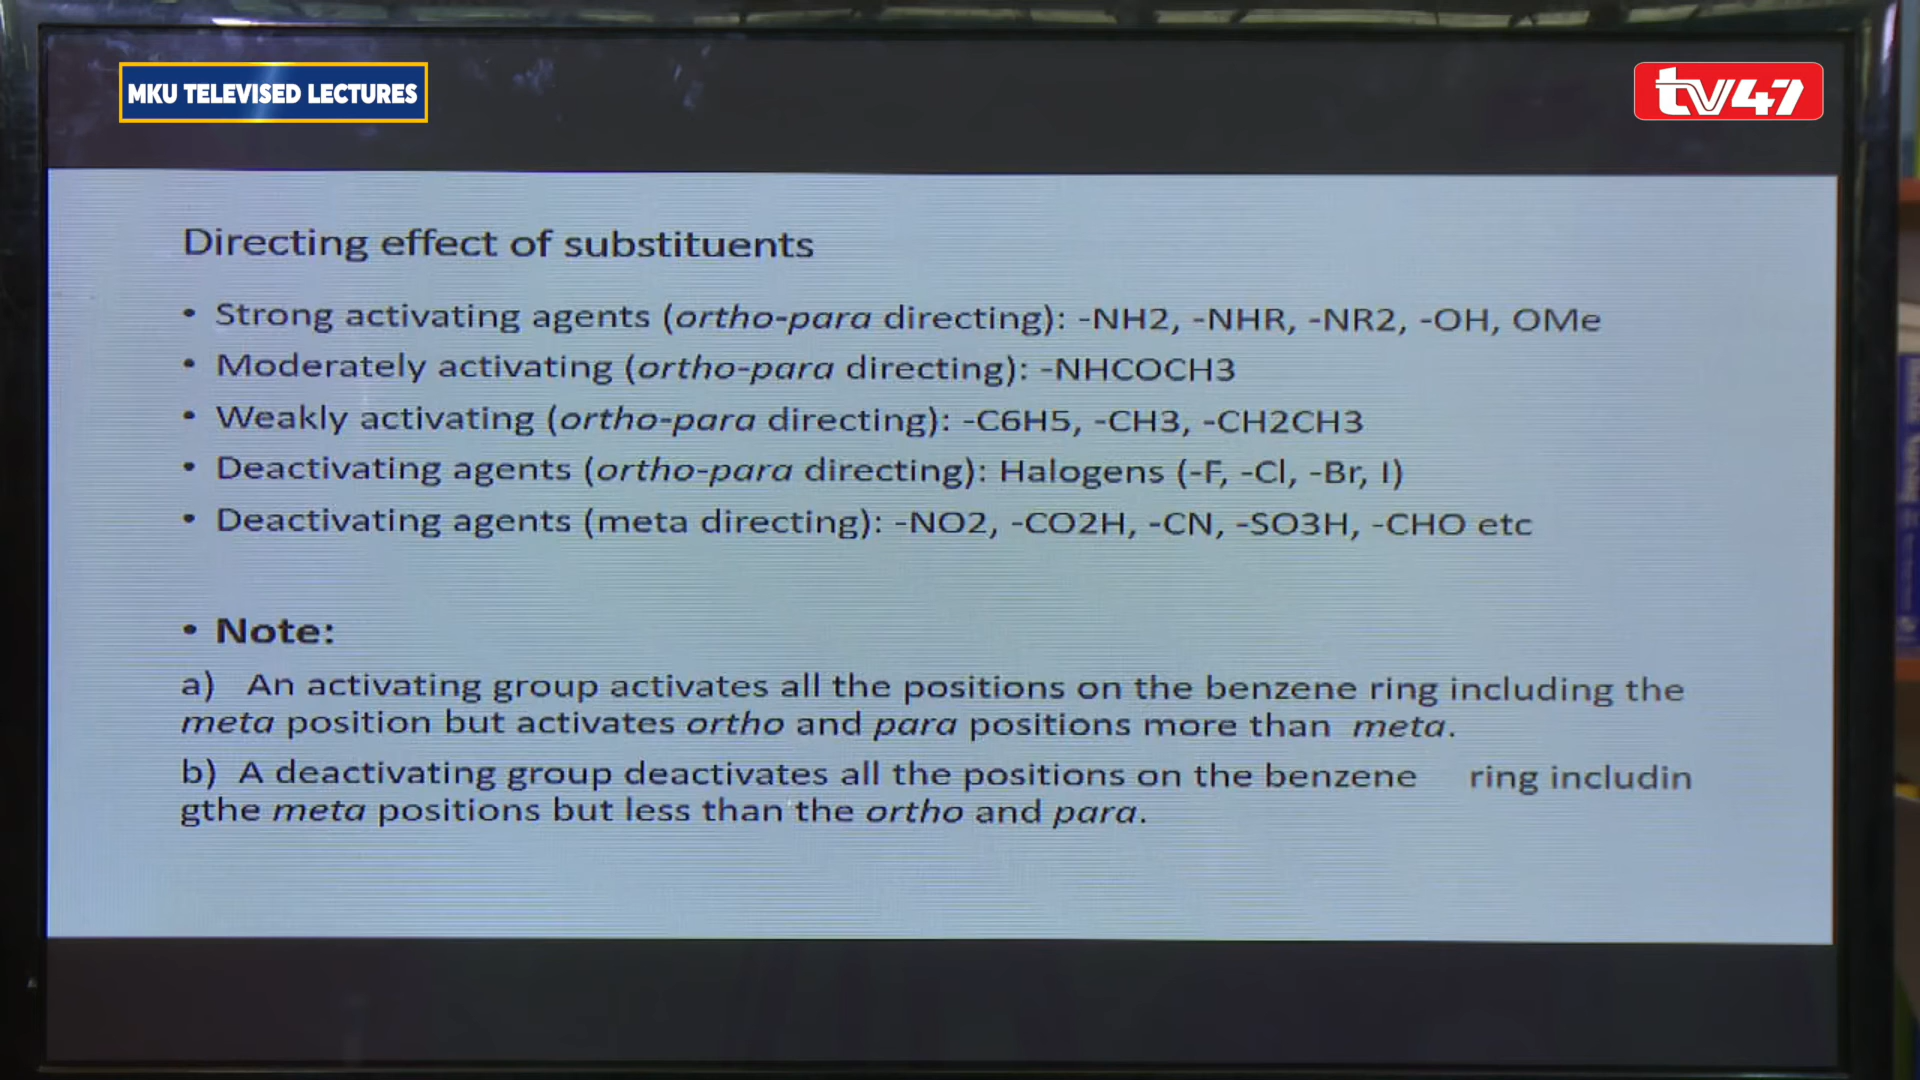 MKU TELEVISED LECTURES
tv47
Directing effect of substituents
• Strong activating agents (ortho-para directing): -NH2, -NHR, -NR2, -OH, OMe
• Moderately activating (ortho-para directing): -NHCOCH3
• Weakly activating (ortho-para directing): -C6H5, -CH3, -CH2CH3
• Deactivating agents (ortho-para directing): Halogens (-F, -Cl, -Br, I)
• Deactivating agents (meta directing): -NO2, -CO2H, -CN, -SO3H, -CHO etc
• Note:
a) An activating group activates all the positions on the benzene ring including the
meta position but activates ortho and para positions more than meta.
b) A deactivating group deactivates all the positions on the benzene ring includin
gthe meta positions but less than the ortho and para.